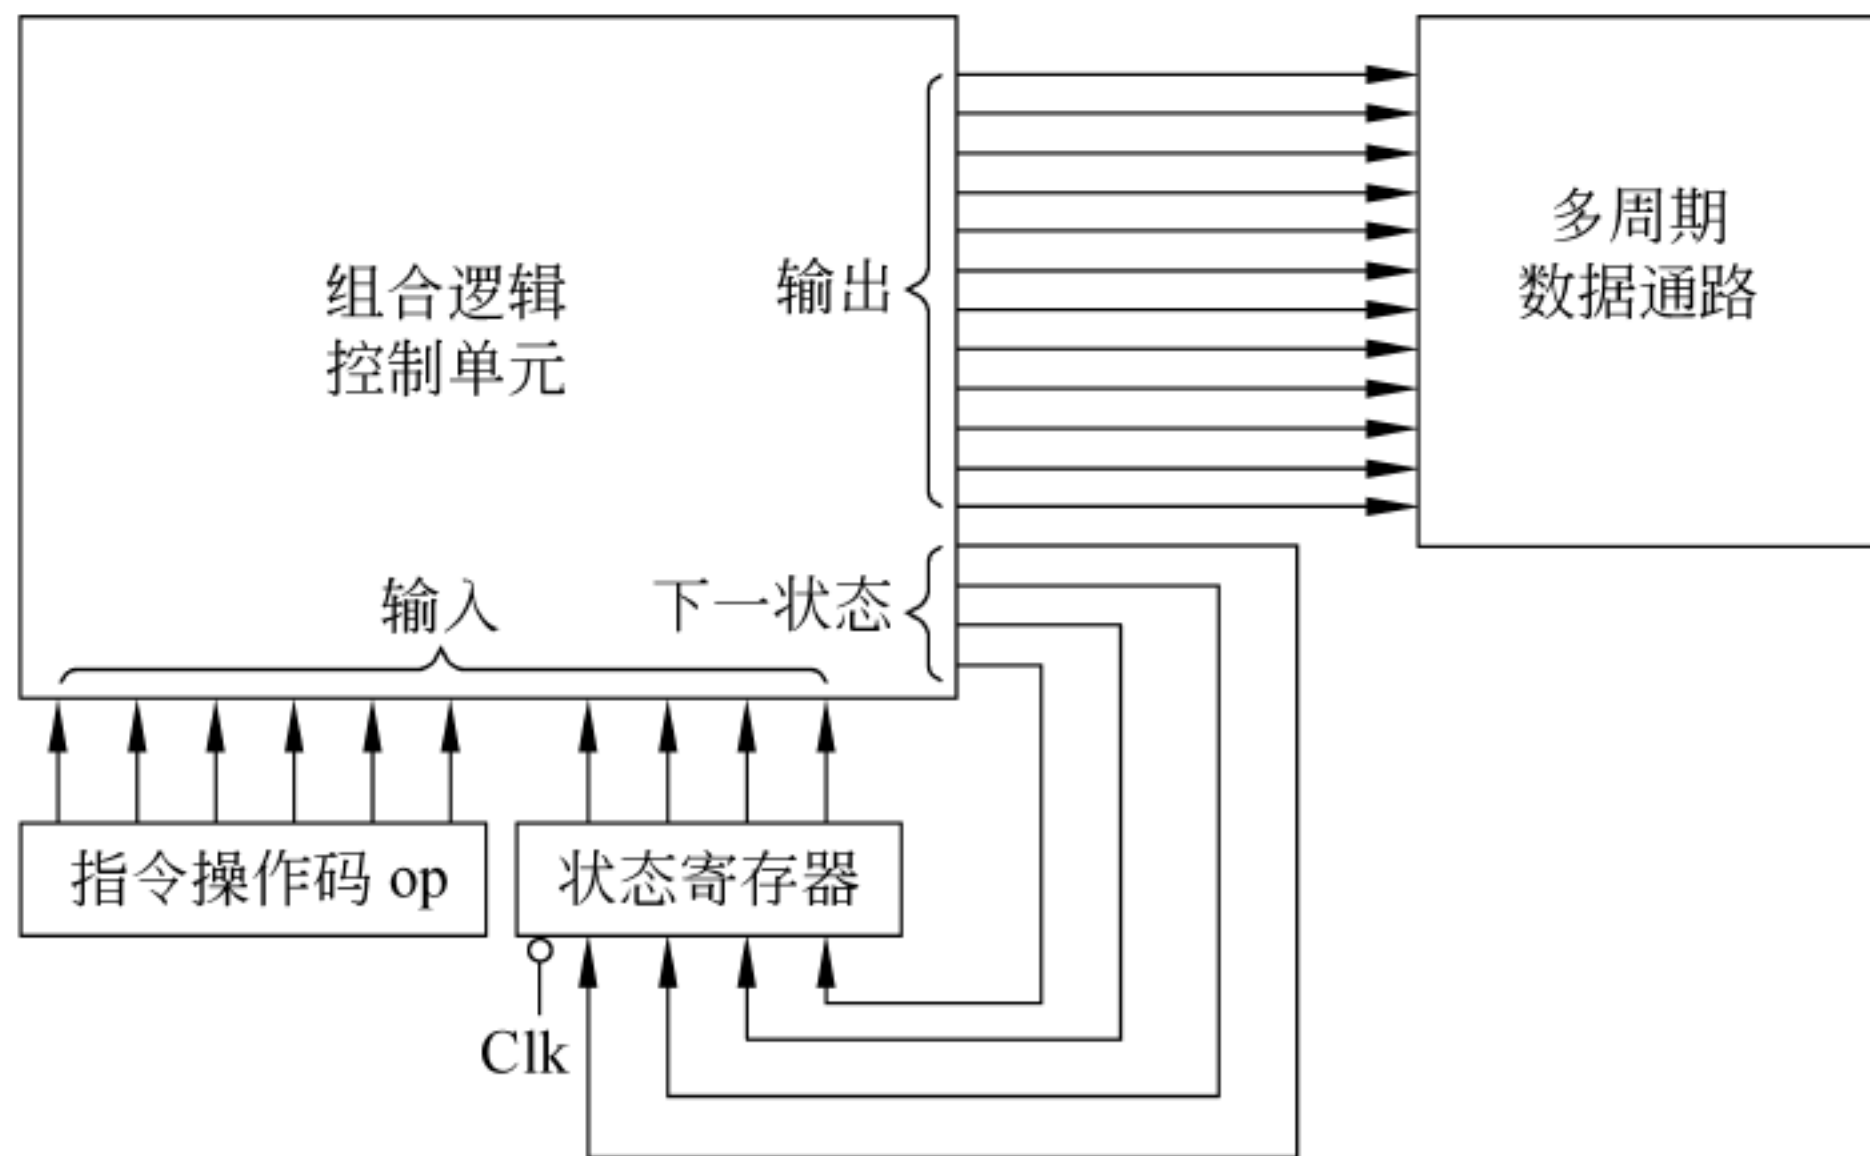 组合逻辑
控制单元
输出
多周期
数据通路
输入
下一状态
指令操作码 op
状态寄存器
Clk